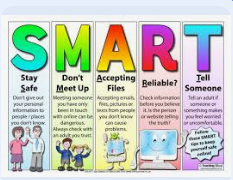 SMART
Stay
Safe
Don't give out
your personal
information to
people / places
you don't know.
Don't
Meet Up
Meeting someone
you have only
been in touch
with online can be
dangerous.
Always check with
an adult you trust.
Accepting
Files
Accepting emails,
files, pictures or
texts from people
you don't know
can cause
problems.
Reliable?
Check information
before you believe
it. Is the person
or website telling
the truth?
Tell
Someone
Tell an adult if
someone or
something makes
you feel worried
or uncomfortable.
Follow
these SMART
tips to keep
yourself safe
online!